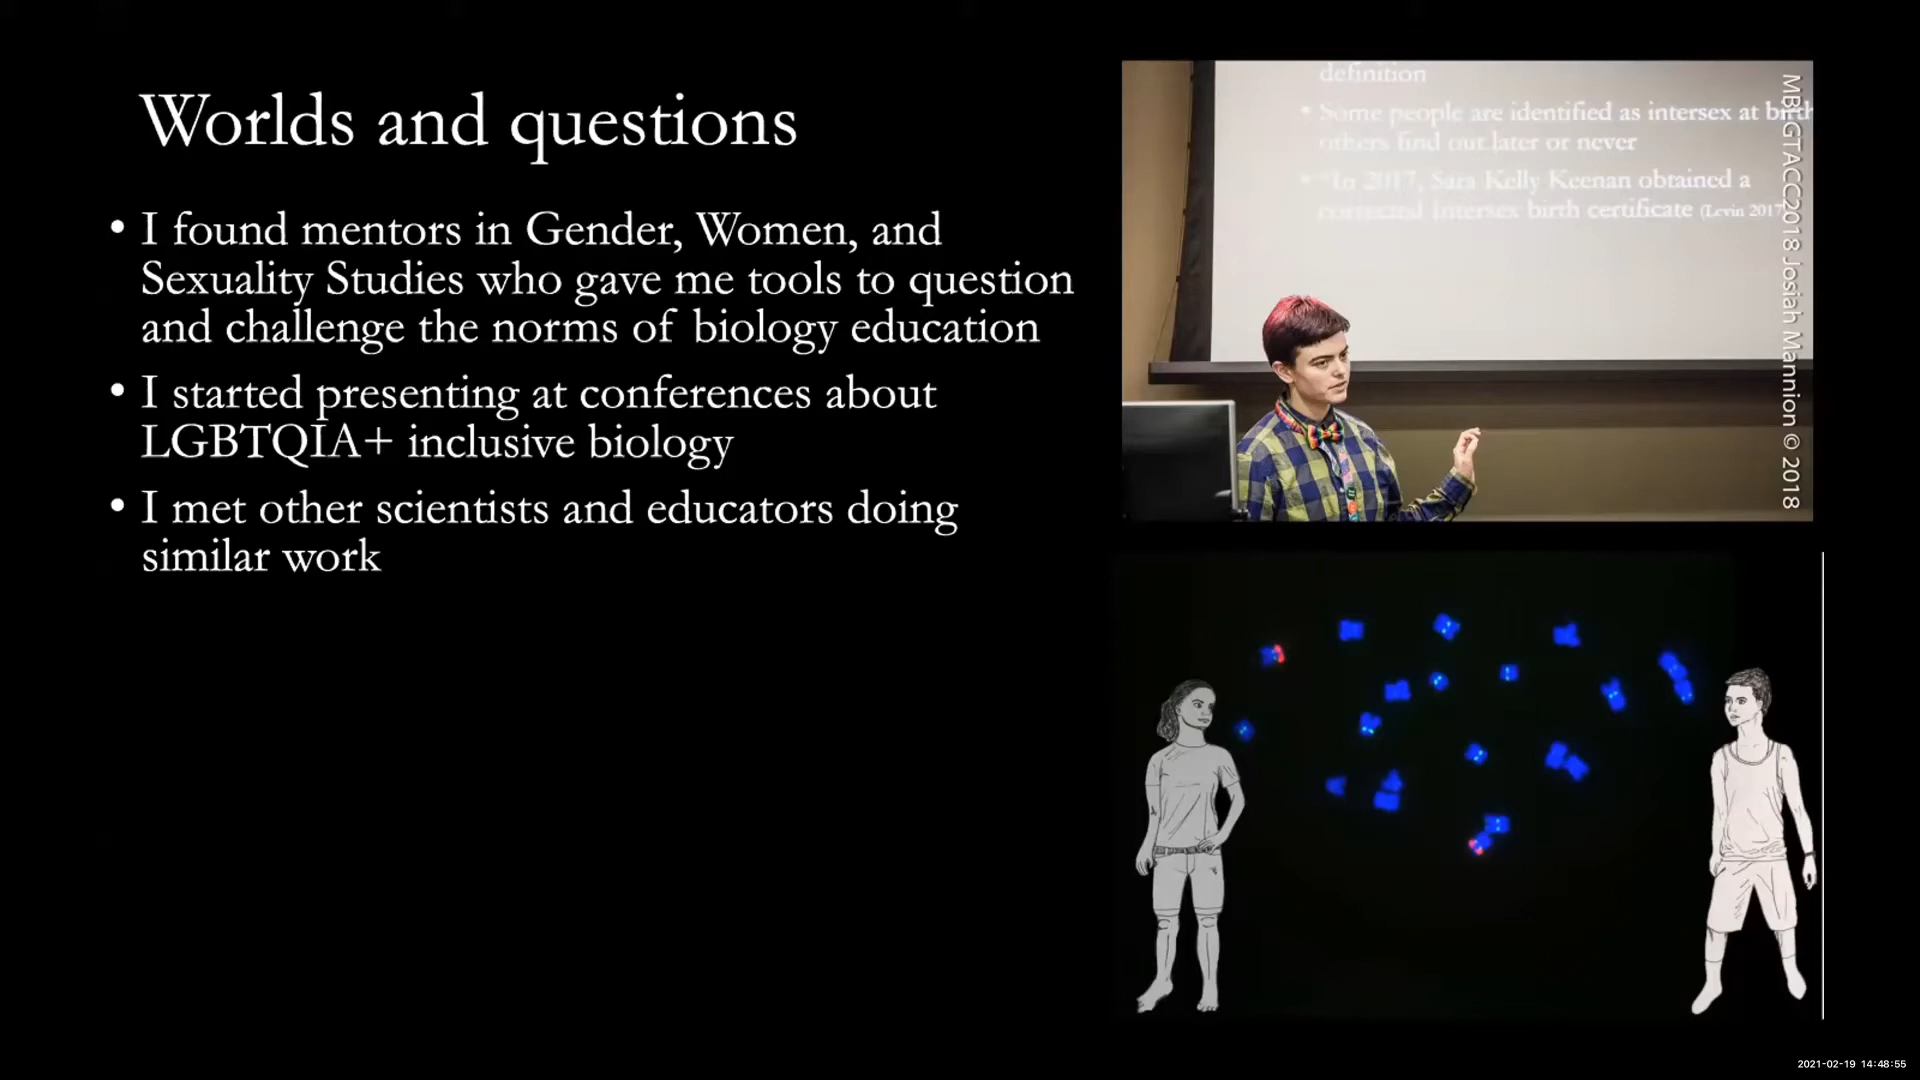 Worlds and questions
• I found mentors in Gender, Women, and
Sexuality Studies who gave me tools to question
and challenge the norms of biology education
• I started presenting at conferences about
LGBTQIA+ inclusive biology
• I met other scientists and educators doing
similar work
definition
• Some people are identified as intersex at birth
others find out later or never
• "In 2017, Sara Kelly Keenan obtained a
corrected Intersex birth certificate (Levin 2017
MBLGTACC2018 Josiah Mannion © 2018
2021-02-19 14:48:55